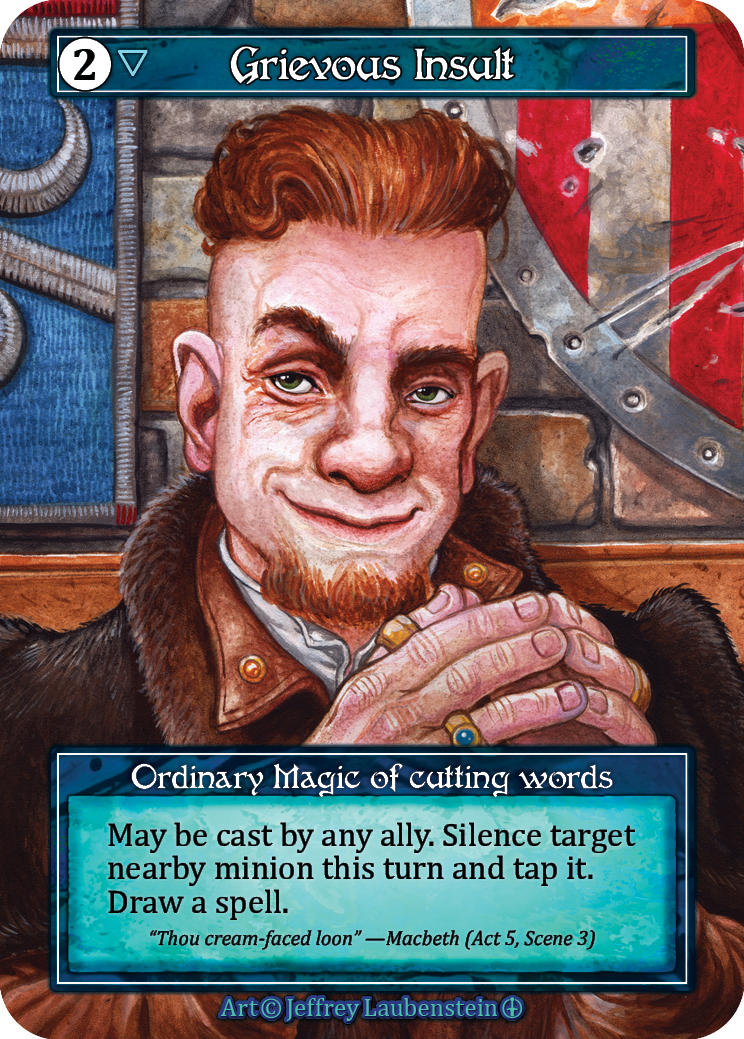 2 Grievous Insult
Ordinary Magic of cutting words
May be cast by any ally. Silence target
nearby minion this turn and tap it.
Draw a spell.
“Thou cream-faced loon” —Macbeth (Act 5, Scene 3)
Art © Jeffrey Laubenstein